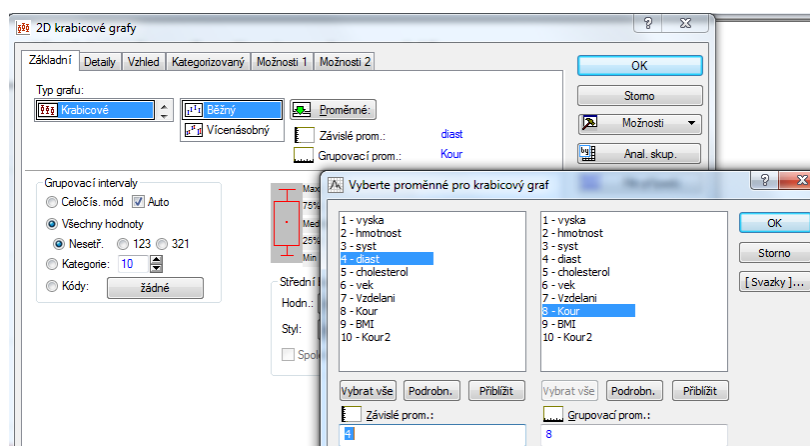 2D krabicové grafy
Základní Detaily Vzhled Kategorizovaný Možnosti 1 Možnosti 2
OK
Storno
Možnosti
Anal. skup.
Typ grafu:
Krabicové
Běžný
Vícenásobný
Proměnné:
Závislé prom.: diast
Grupovací prom.: Kour
Grupovací intervaly
Celočís. mód Auto
Všechny hodnoty
Nesetř. 123 321
Kategorie: 10
Kódy: žádné
Max
75%
Med
25%
Min
Střední
Hodn.:
Styl:
Vyberte proměnné pro krabicový graf
1 - vyska
2 - hmotnost
3 - syst
4 - diast
5 - cholesterol
6 - vek
7 - Vzdelani
8 - Kour
9 - BMI
10 - Kour2
1 - vyska
2 - hmotnost
3 - syst
4 - diast
5 - cholesterol
6 - vek
7 - Vzdelani
8 - Kour
9 - BMI
10 - Kour2
OK
Storno
[Svazky]...
Vybrat vše Podrobn. Přiblížit
Vybrat vše Podrobn. Přiblížit
Závislé prom.:
Grupovací prom.:
4
8